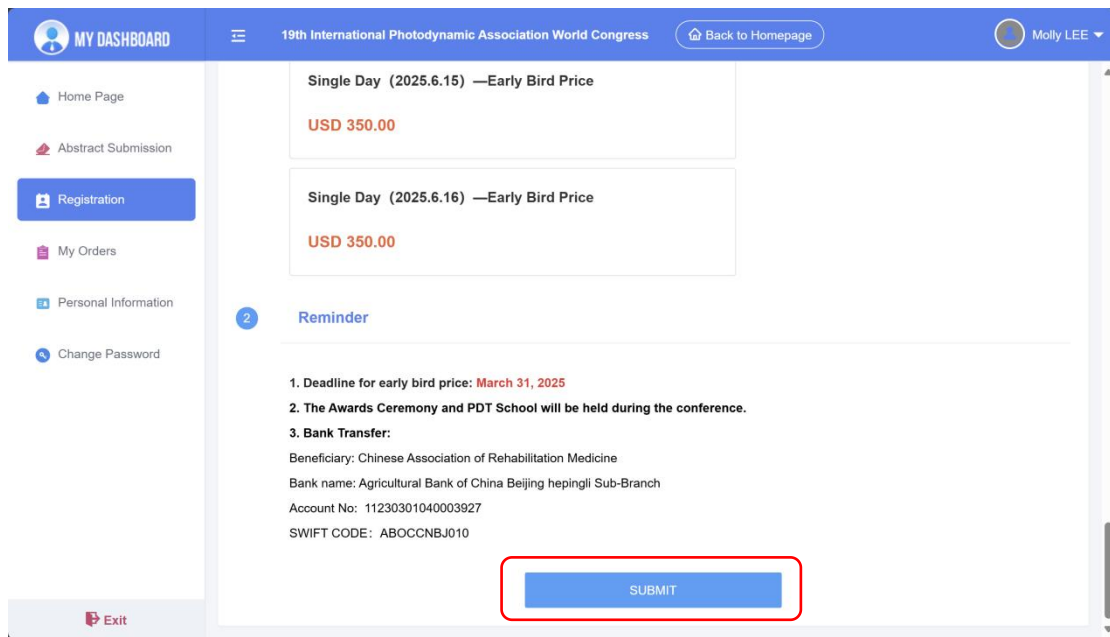 MY DASHBOARD
19th International Photodynamic Association World Congress
Back to Homepage
Molly LEE
Home Page
Abstract Submission
Registration
My Orders
Personal Information
Change Password
Exit
Single Day (2025.6.15) —Early Bird Price
USD 350.00
Single Day (2025.6.16) —Early Bird Price
USD 350.00
2 Reminder
1. Deadline for early bird price: March 31, 2025
2. The Awards Ceremony and PDT School will be held during the conference.
3. Bank Transfer:
Beneficiary: Chinese Association of Rehabilitation Medicine
Bank name: Agricultural Bank of China Beijing hepingli Sub-Branch
Account No: 11230301040003927
SWIFT CODE：ABOCCNBJ010
SUBMIT